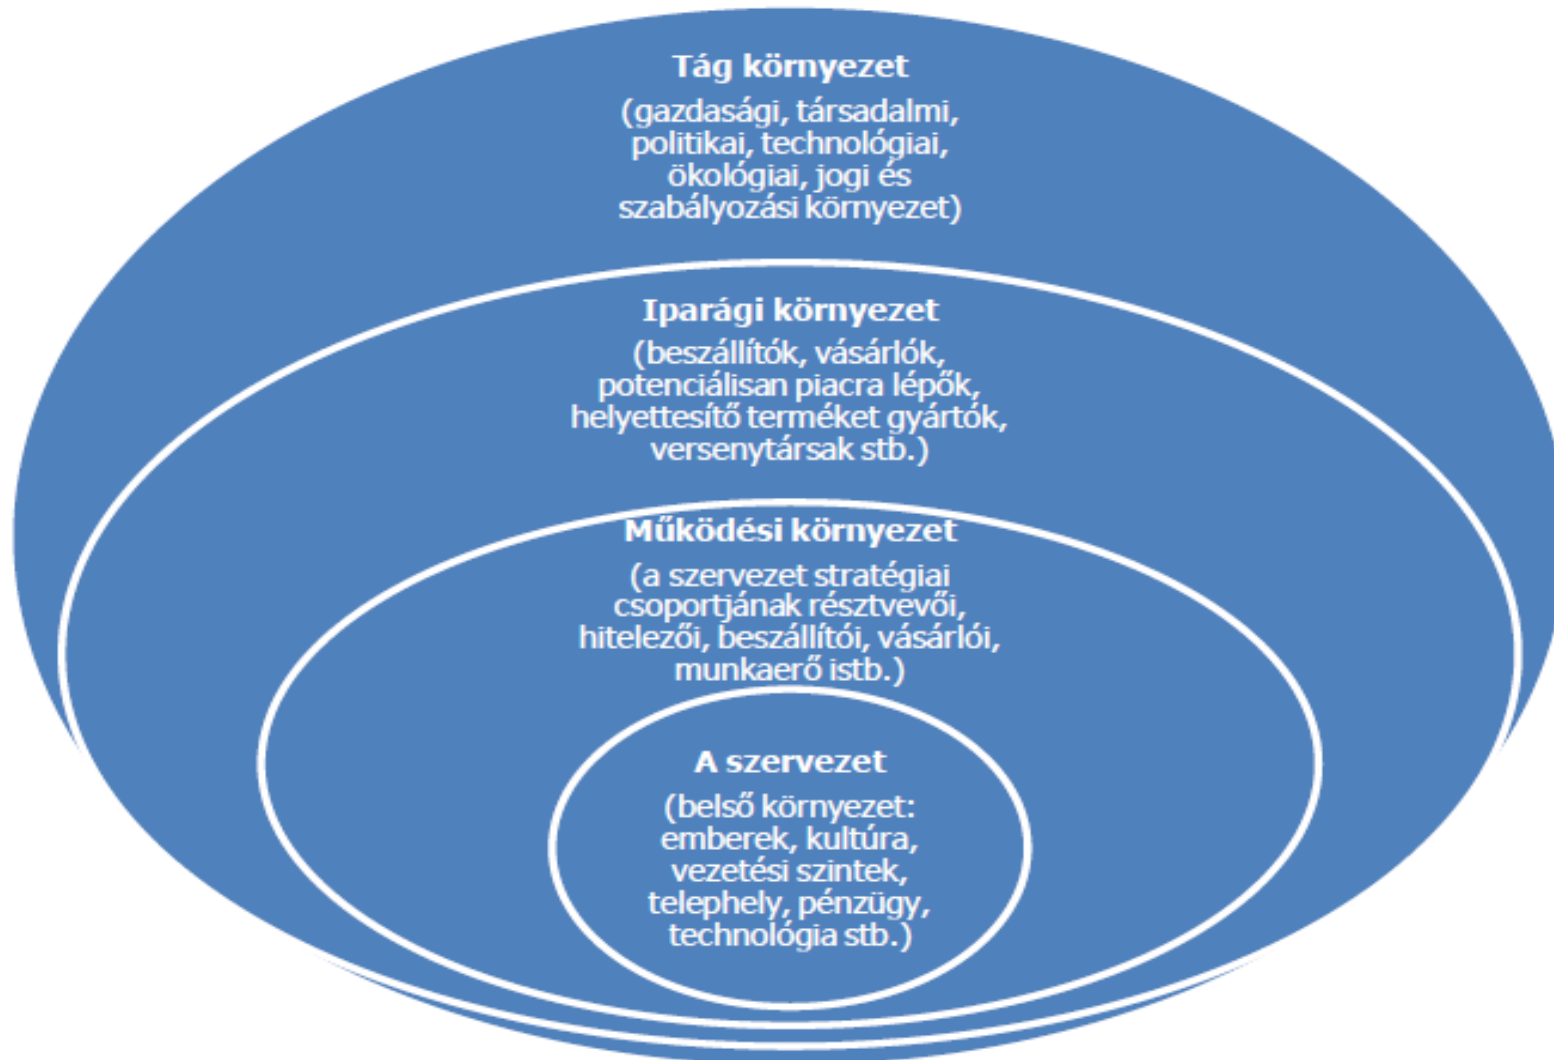 Tág környezet
(gazdasági, társadalmi,
politikai, technológiai,
ökológiai, jogi és
szabályozási környezet)
Iparági környezet
(beszállítók, vásárlók,
potenciálisan piacra lépők,
helyettesítő terméket gyártók,
versenytársak stb.)
Működési környezet
(a szervezet stratégiai
csoportjának résztvevői,
hitelezői, beszállítói, vásárlói,
munkaerő istb.)
A szervezet
(belső környezet:
emberek, kultúra,
vezetési szintek,
telephely, pénzügy,
technológia stb.)